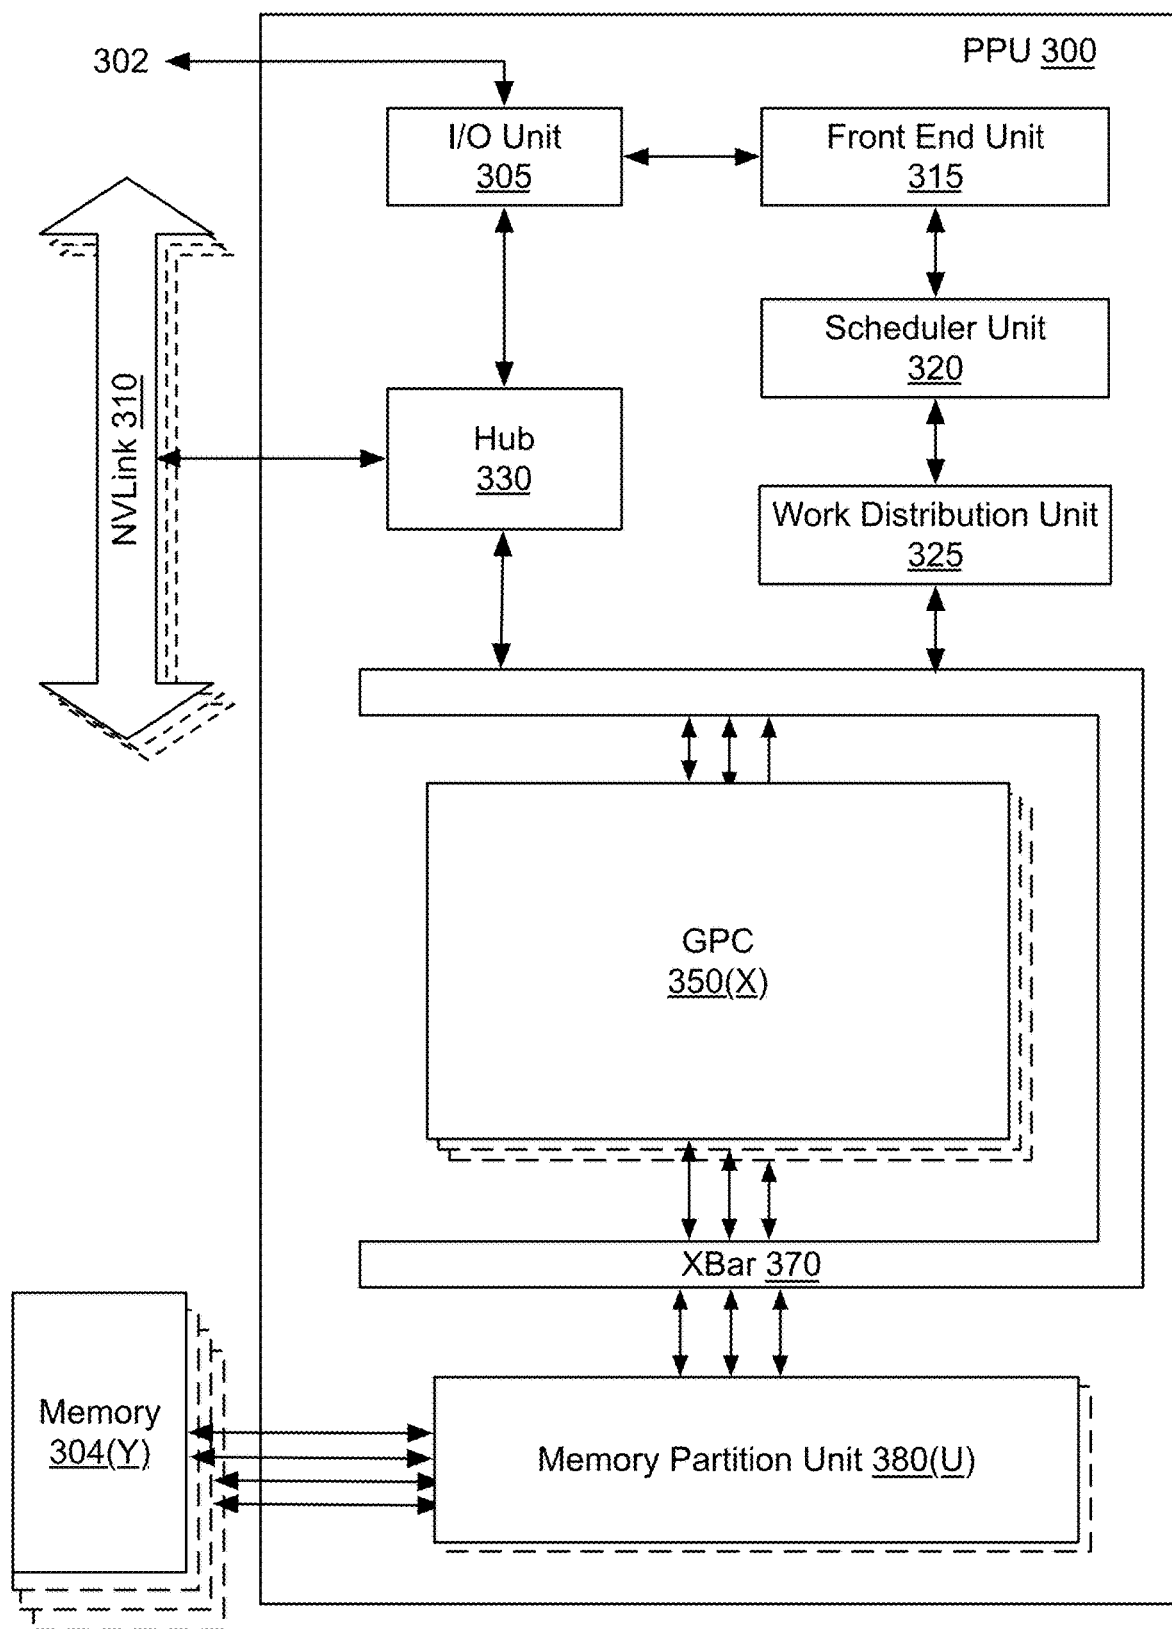 PPU 300
302
I/O Unit
305
Front End Unit
315
Scheduler Unit
320
NVLink 310
Hub
330
Work Distribution Unit
325
GPC
350(X)
XBar 370
Memory
304(Y)
Memory Partition Unit 380(U)